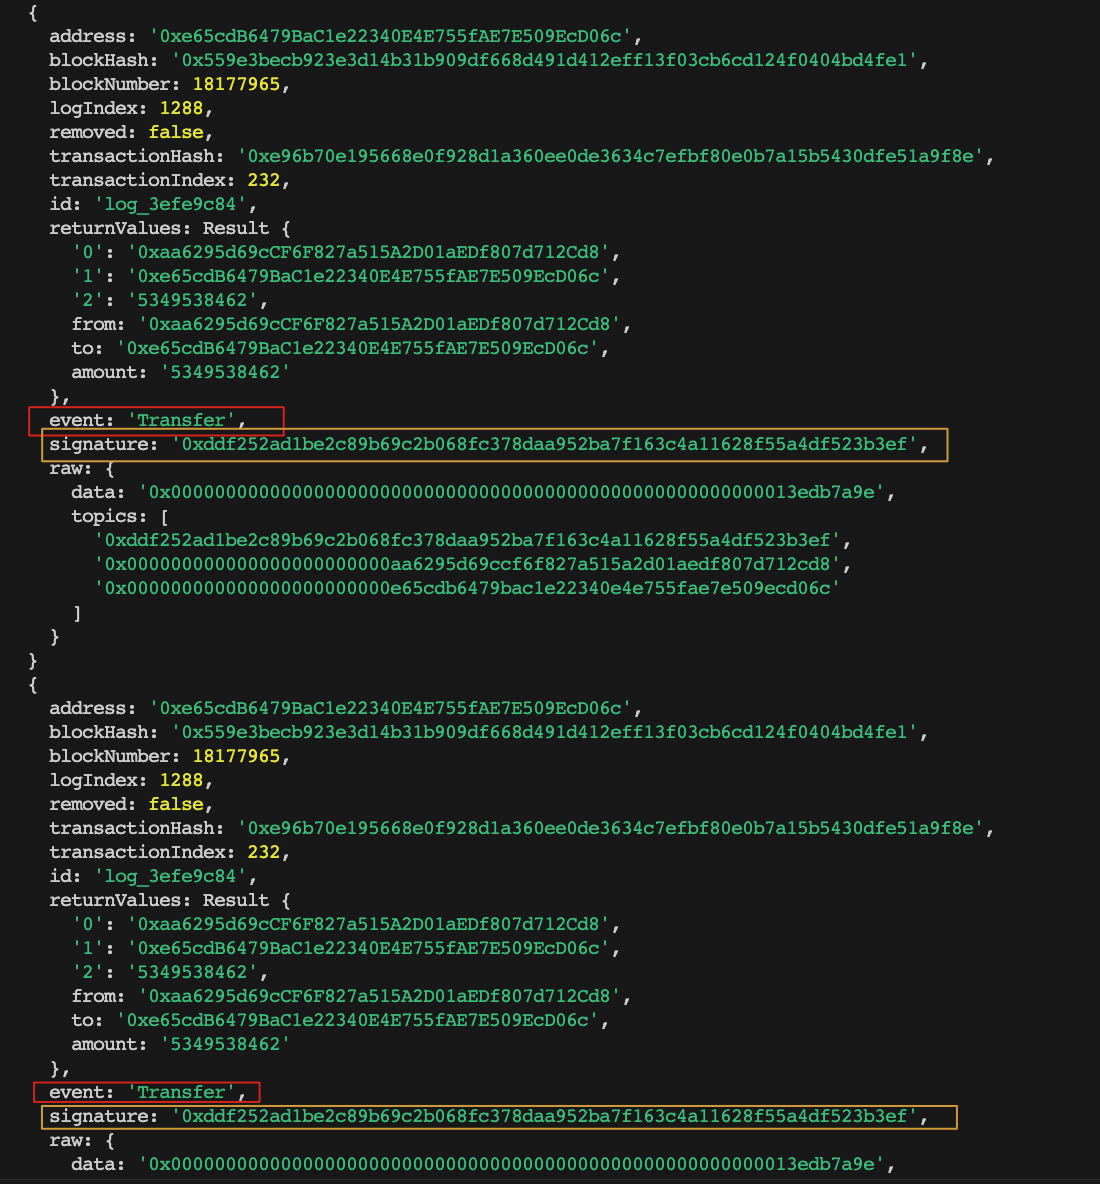 {
address: '0xe65cdB6479BaC1e22340E4E755fAE7E509EcD06c',
blockHash: '0x559e3becb923e3d14b31b909df668d491d412eff13f03cb6cd124f0404bd4fe1',
blockNumber: 18177965,
logIndex: 1288,
removed: false,
transactionHash: '0xe96b70e195668e0f928d1a360ee0de3634c7efbf80e0b7a15b5430dfe51a9f8e',
transactionIndex: 232,
id: 'log_3efe9c84',
returnValues: Result {
'0': '0xaa6295d69cCF6F827a515A2D01aEDf807d712Cd8',
'1': '0xe65cdB6479BaC1e22340E4E755fAE7E509EcD06c',
'2': '5349538462',
from: '0xaa6295d69cCF6F827a515A2D01aEDf807d712Cd8',
to: '0xe65cdB6479BaC1e22340E4E755fAE7E509EcD06c',
amount: '5349538462'
},
event: 'Transfer',
signature: '0xddf252ad1be2c89b69c2b068fc378daa952ba7f163c4a11628f55a4df523b3ef',
raw: {
data: '0x000000000000000000000000000000000000000000000000000000013edb7a9e',
topics: [
'0xddf252ad1be2c89b69c2b068fc378daa952ba7f163c4a11628f55a4df523b3ef',
'0x000000000000000000000000aa6295d69ccf6f827a515a2d01aedf807d712cd8',
'0x000000000000000000000000e65cdb6479bac1e22340e4e755fae7e509ecd06c'
]
}
}
{
address: '0xe65cdB6479BaC1e22340E4E755fAE7E509EcD06c',
blockHash: '0x559e3becb923e3d14b31b909df668d491d412eff13f03cb6cd124f0404bd4fe1',
blockNumber: 18177965,
logIndex: 1288,
removed: false,
transactionHash: '0xe96b70e195668e0f928d1a360ee0de3634c7efbf80e0b7a15b5430dfe51a9f8e',
transactionIndex: 232,
id: 'log_3efe9c84',
returnValues: Result {
'0': '0xaa6295d69cCF6F827a515A2D01aEDf807d712Cd8',
'1': '0xe65cdB6479BaC1e22340E4E755fAE7E509EcD06c',
'2': '5349538462',
from: '0xaa6295d69cCF6F827a515A2D01aEDf807d712Cd8',
to: '0xe65cdB6479BaC1e22340E4E755fAE7E509EcD06c',
amount: '5349538462'
},
event: 'Transfer',
signature: '0xddf252ad1be2c89b69c2b068fc378daa952ba7f163c4a11628f55a4df523b3ef',
raw: {
data: '0x000000000000000000000000000000000000000000000000000000013edb7a9e',